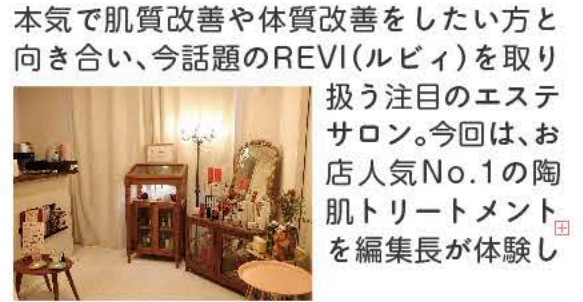 本気で肌質改善や体質改善をしたい方と
向き合い、今話題のREVI(ルビィ)を取り
扱う注目のエステ
サロン。今回は、お
店人気No.1の陶
肌トリートメント
を編集長が体験し